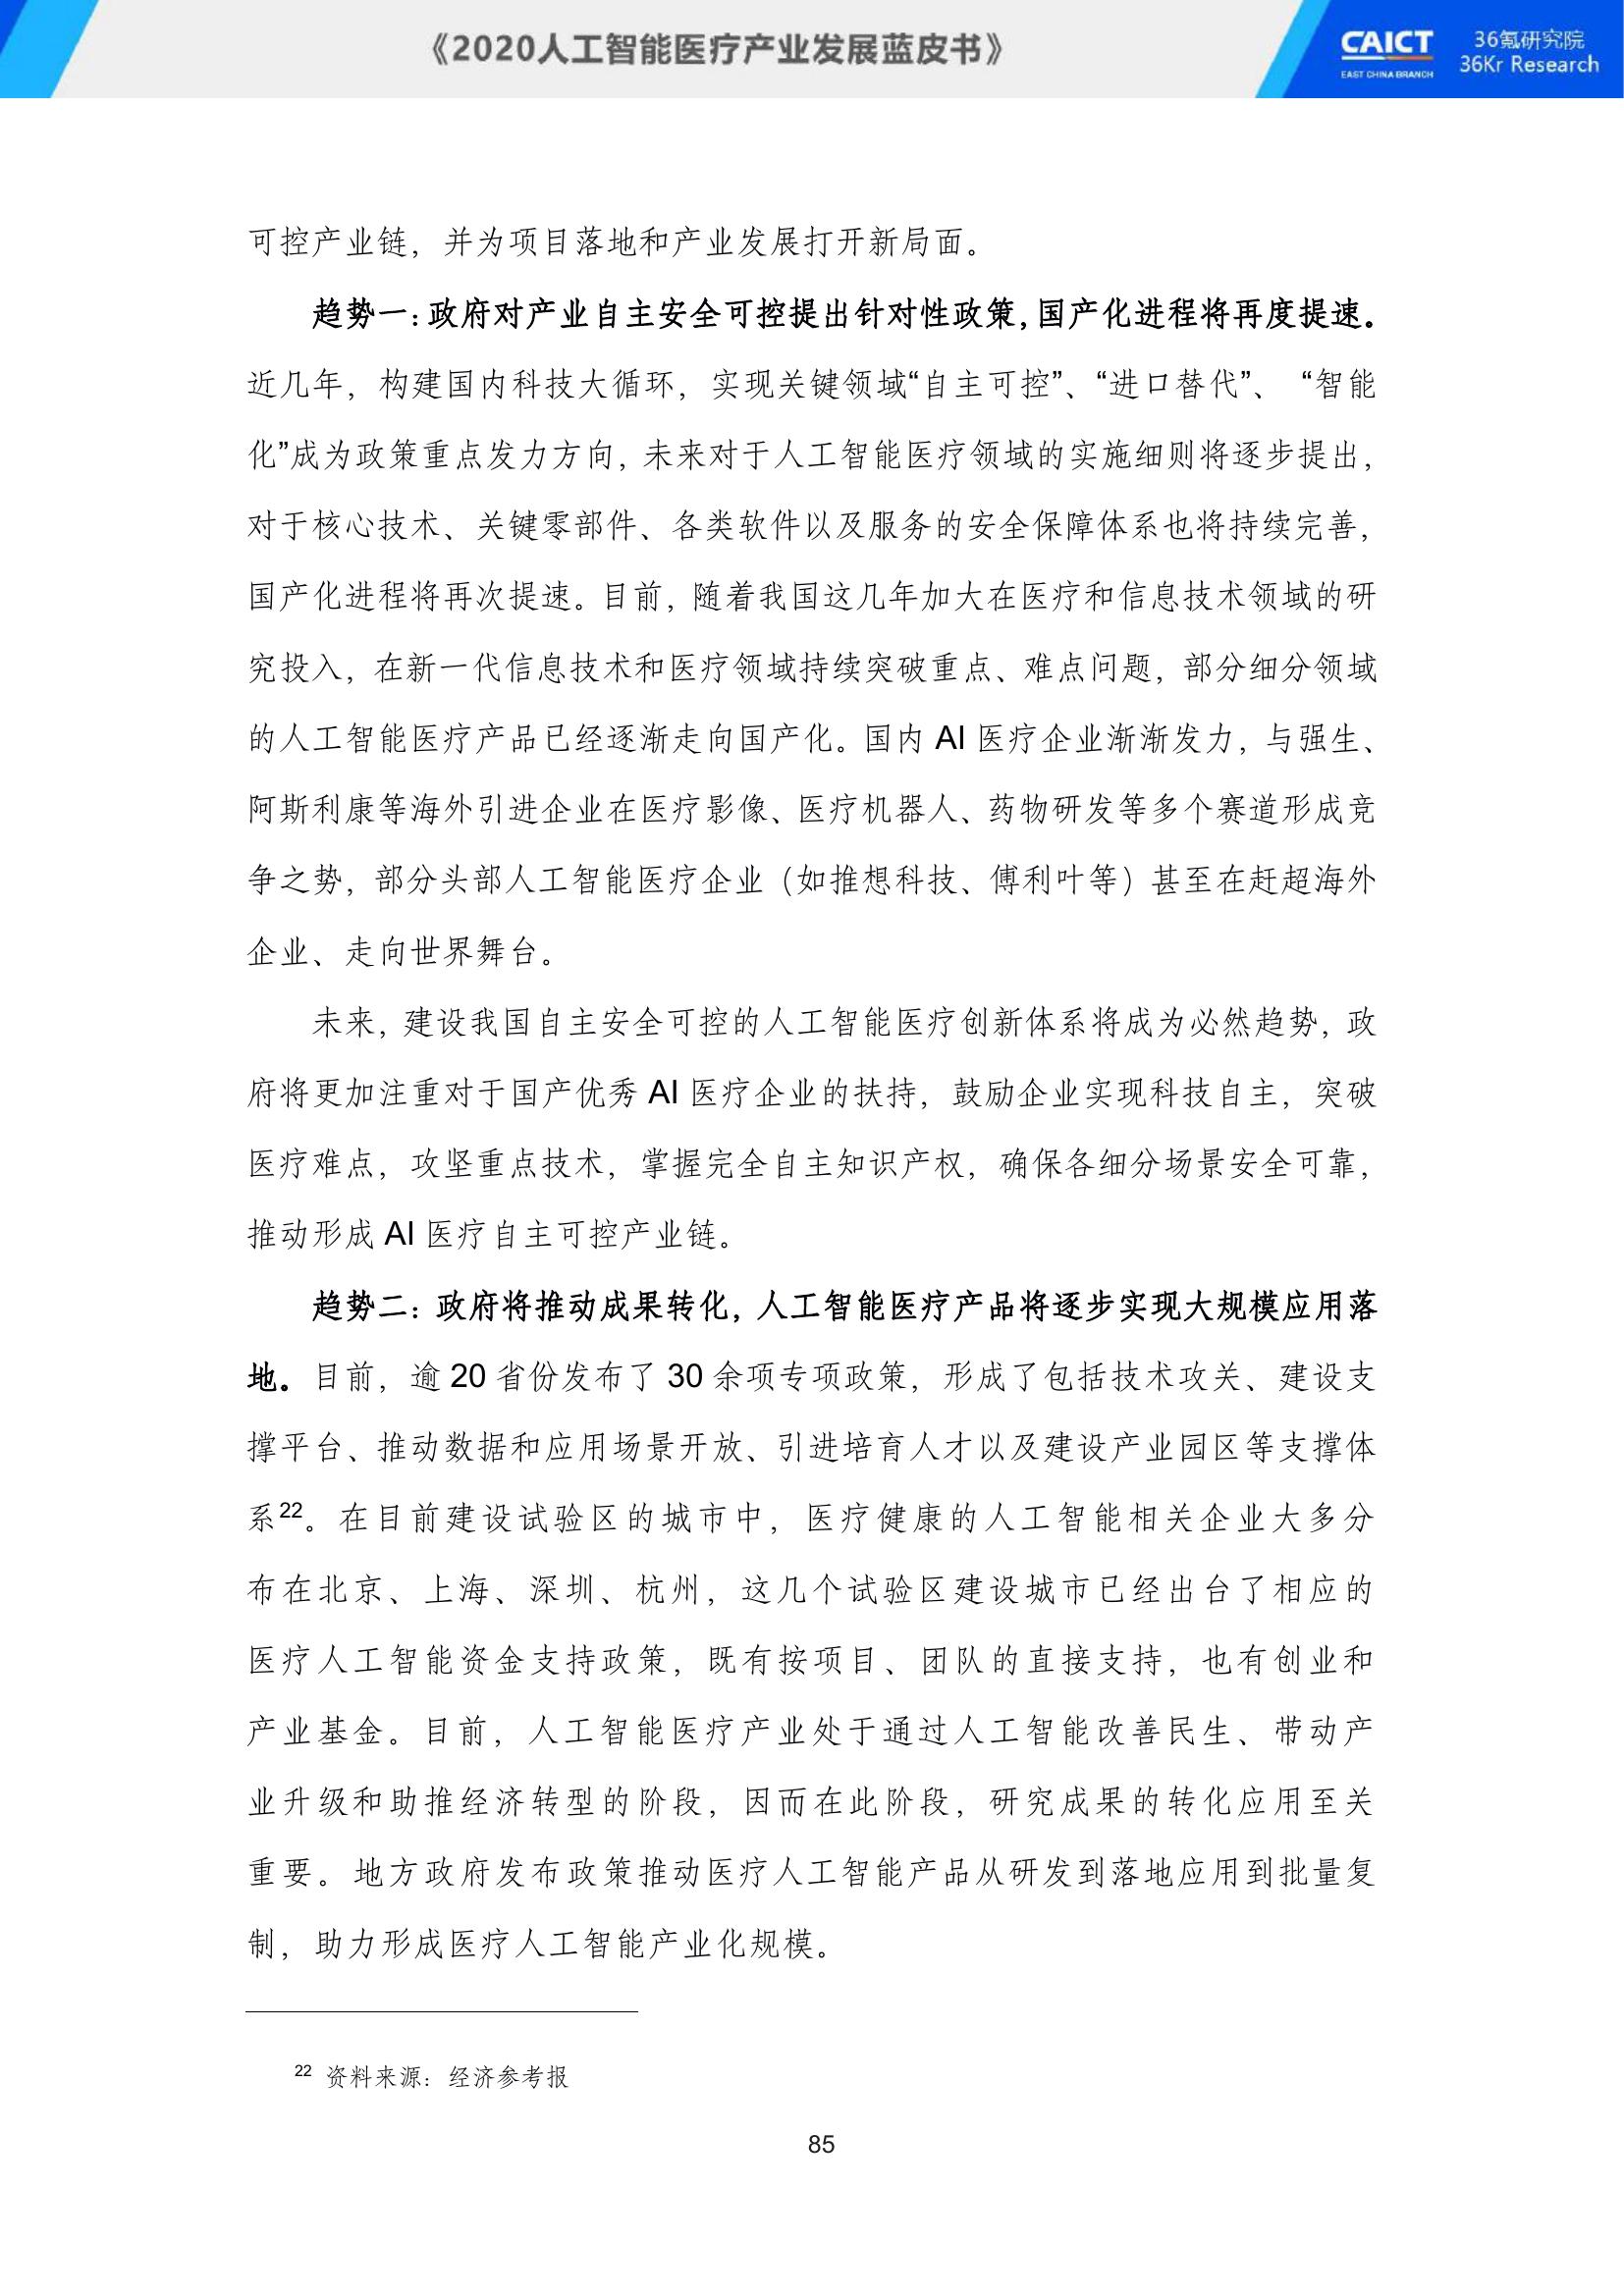 《2020人工智能医疗产业发展蓝皮书》
CAICT
EAST CHINA BRANCH
36氪研究院
36Kr Research
可控产业链，并为项目落地和产业发展打开新局面。
趋势一：政府对产业自主安全可控提出针对性政策，国产化进程将再度提速。
近几年，构建国内科技大循环，实现关键领域“自主可控”、“进口替代”、 “智能
化”成为政策重点发力方向，未来对于人工智能医疗领域的实施细则将逐步提出，
对于核心技术、关键零部件、各类软件以及服务的安全保障体系也将持续完善，
国产化进程将再次提速。目前，随着我国这几年加大在医疗和信息技术领域的研
究投入，在新一代信息技术和医疗领域持续突破重点、难点问题，部分细分领域
的人工智能医疗产品已经逐渐走向国产化。国内 AI 医疗企业渐渐发力，与强生、
阿斯利康等海外引进企业在医疗影像、医疗机器人、药物研发等多个赛道形成竞
争之势，部分头部人工智能医疗企业（如推想科技、傅利叶等）甚至在赶超海外
企业、走向世界舞台。
未来，建设我国自主安全可控的人工智能医疗创新体系将成为必然趋势，政
府将更加注重对于国产优秀 AI 医疗企业的扶持，鼓励企业实现科技自主，突破
医疗难点，攻坚重点技术，掌握完全自主知识产权，确保各细分场景安全可靠，
推动形成 AI 医疗自主可控产业链。
趋势二：政府将推动成果转化，人工智能医疗产品将逐步实现大规模应用落
地。目前，逾 20 省份发布了 30 余项专项政策，形成了包括技术攻关、建设支
撑平台、推动数据和应用场景开放、引进培育人才以及建设产业园区等支撑体
系22。在目前建设试验区的城市中，医疗健康的人工智能相关企业大多分
布在北京、上海、深圳、杭州，这几个试验区建设城市已经出台了相应的
医疗人工智能资金支持政策，既有按项目、团队的直接支持，也有创业和
产业基金。目前，人工智能医疗产业处于通过人工智能改善民生、带动产
业升级和助推经济转型的阶段，因而在此阶段，研究成果的转化应用至关
重要。地方政府发布政策推动医疗人工智能产品从研发到落地应用到批量复
制，助力形成医疗人工智能产业化规模。
22 资料来源：经济参考报
85